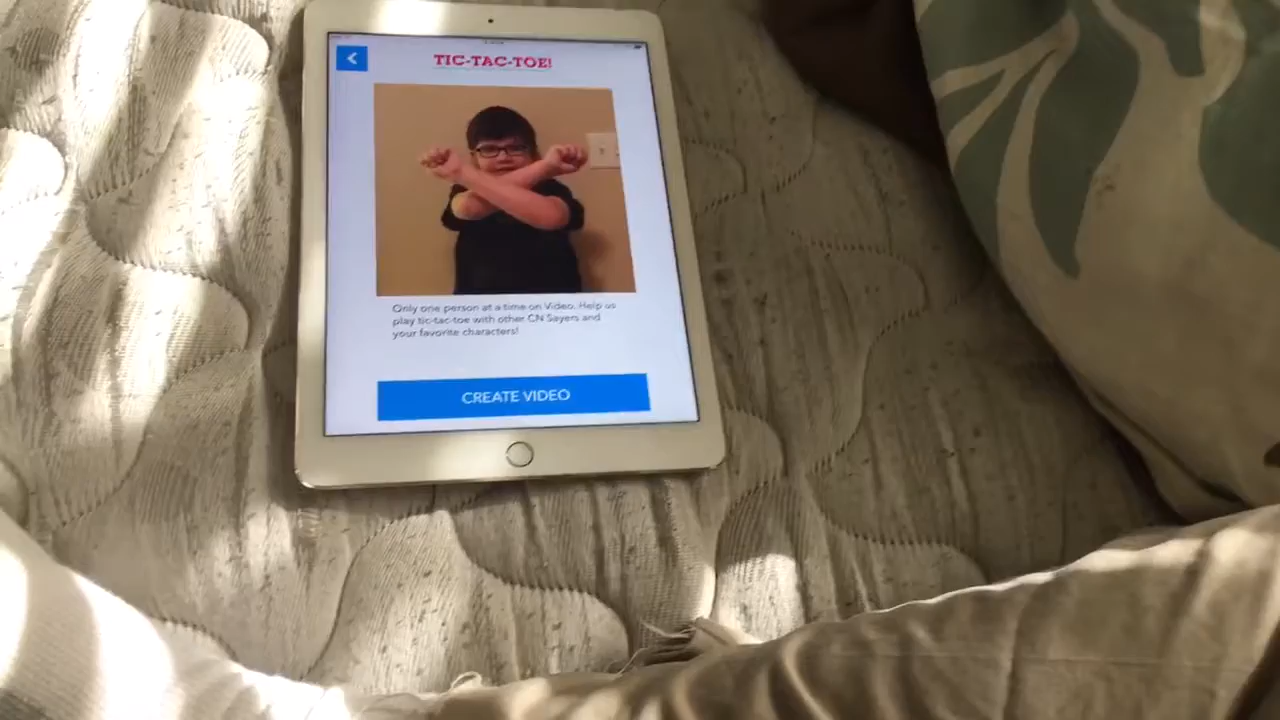 TIC-TAC-TOE!
Only one person at a time on Video. Help us
play tic-tac-toe with other CN Sayers and
your favorite characters!
CREATE VIDEO